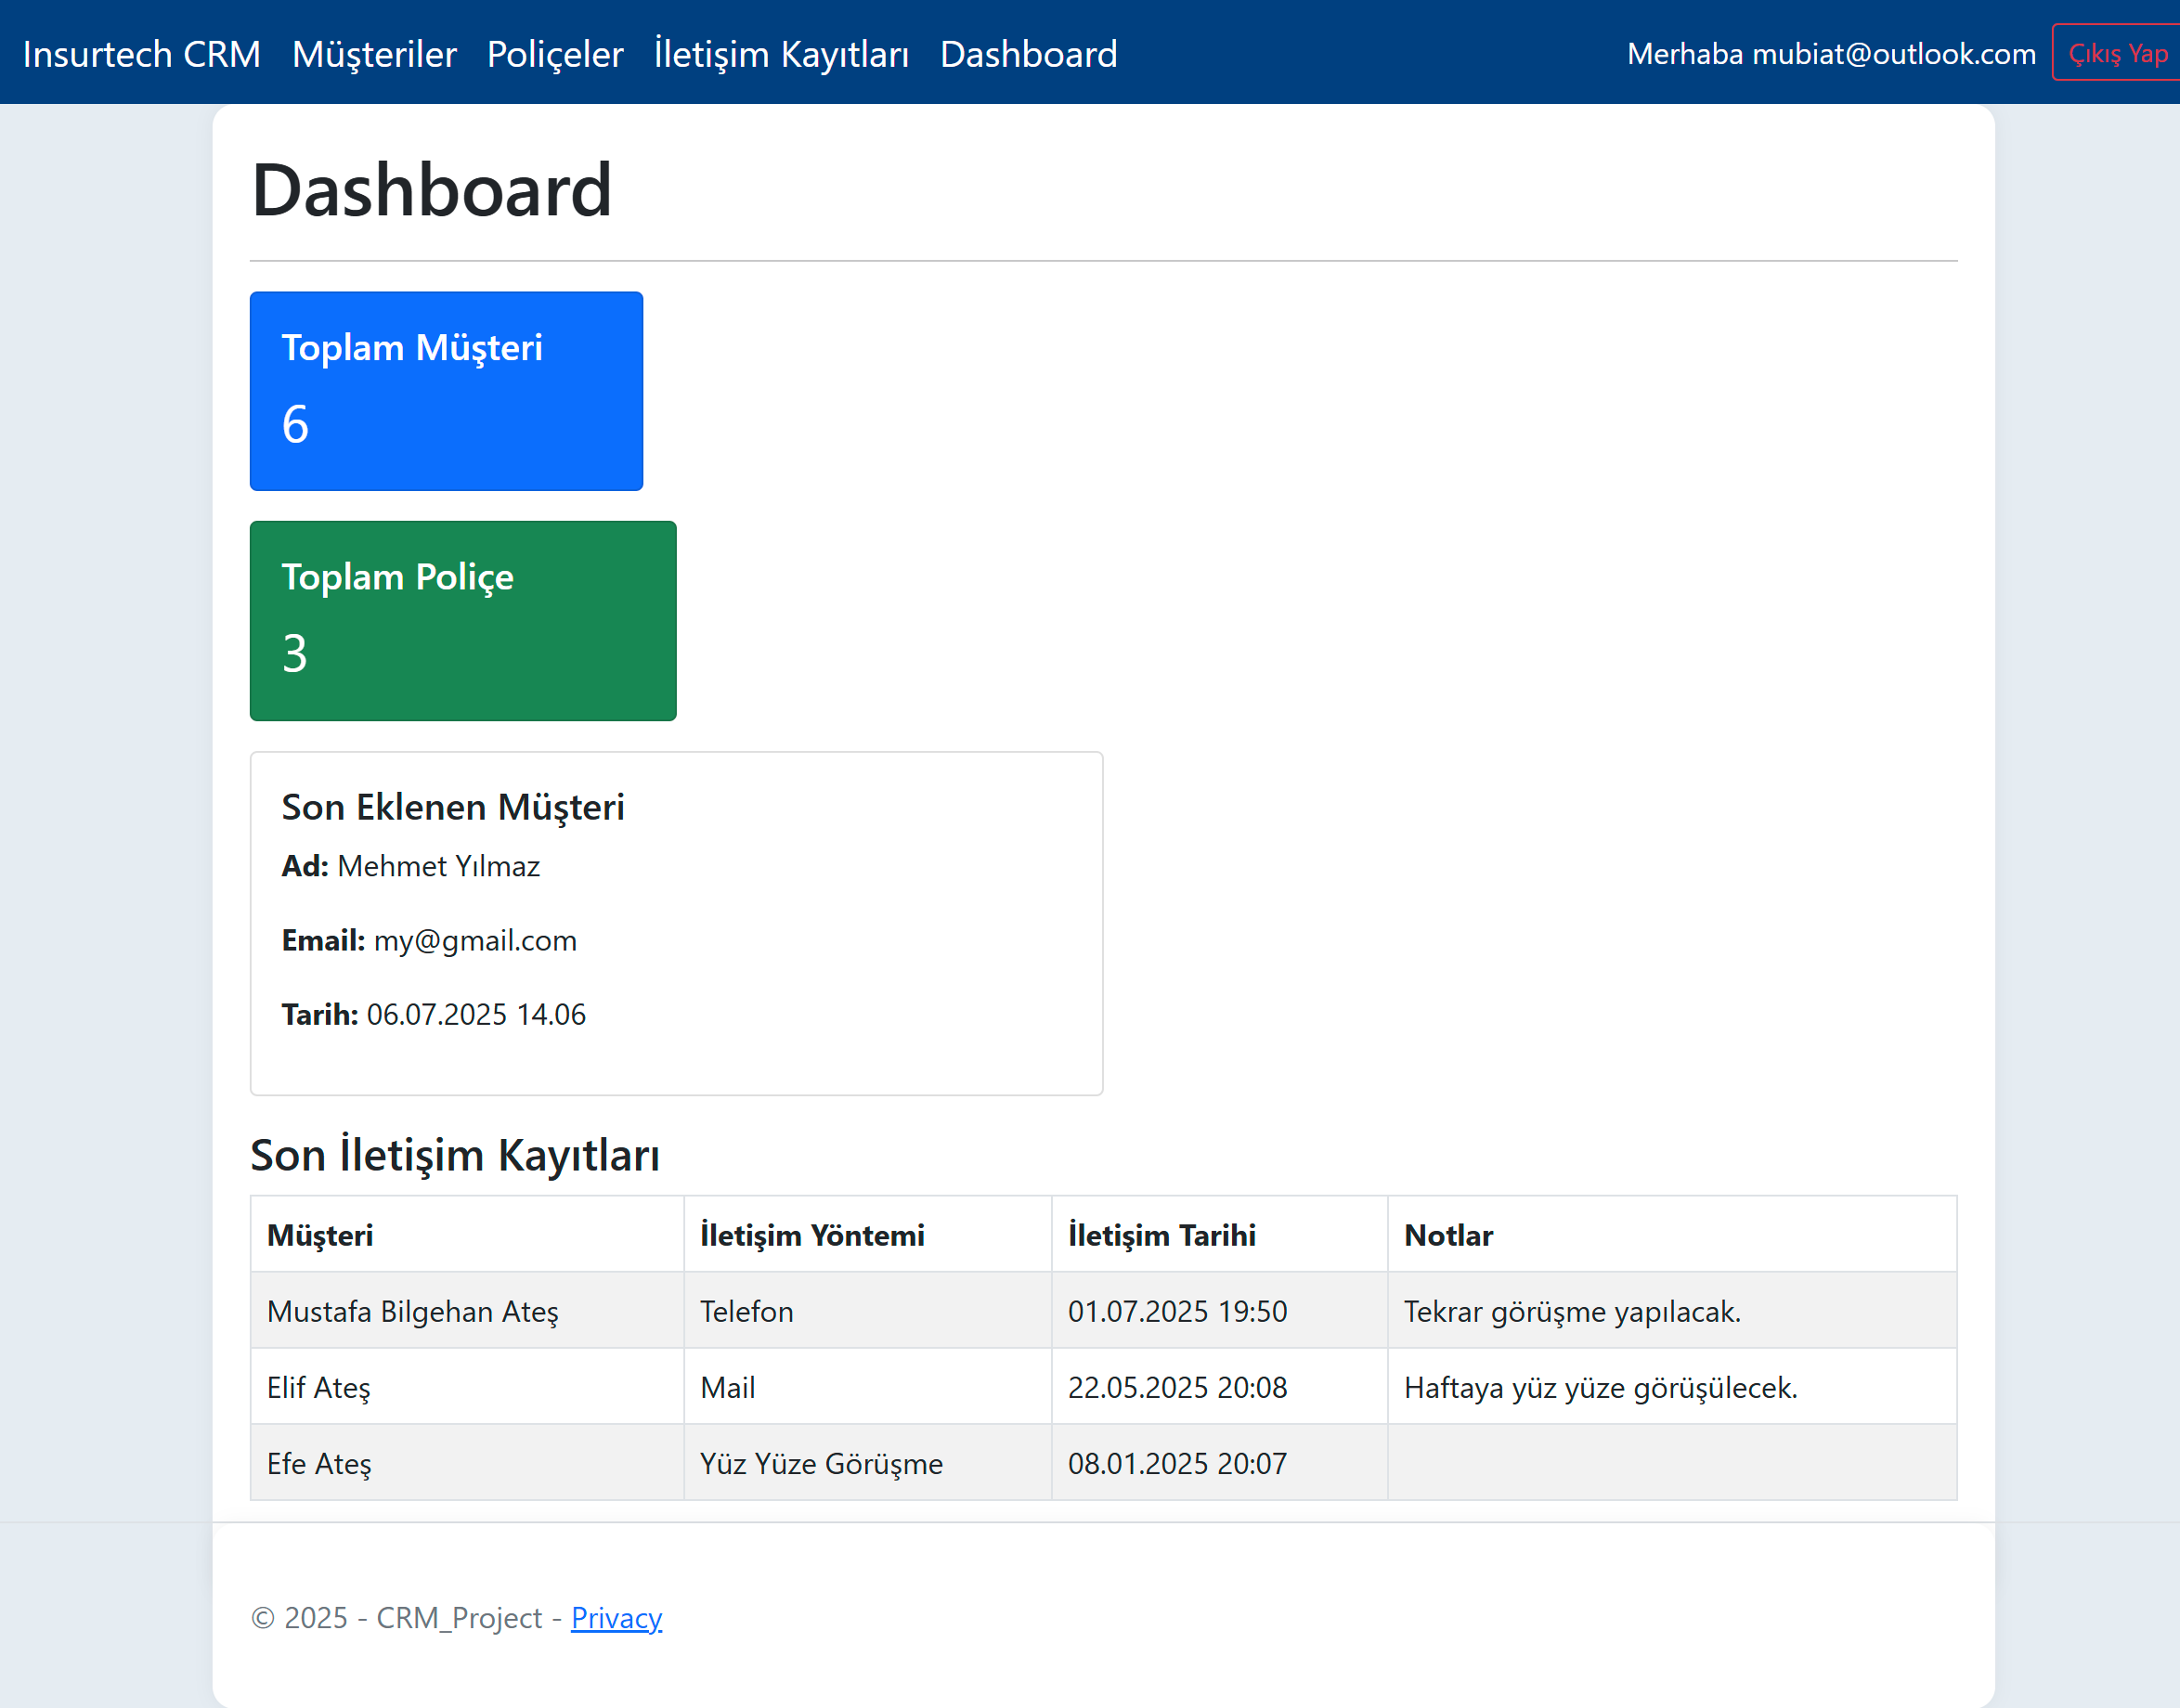 Insurtech CRM Müşteriler Poliçeler İletişim Kayıtları Dashboard Merhaba mubiat@outlook.com Çıkış Yap
Dashboard
Toplam Müşteri
6
Toplam Poliçe
3
Son Eklenen Müşteri
Ad: Mehmet Yılmaz
Email: my@gmail.com
Tarih: 06.07.2025 14.06
Son İletişim Kayıtları
Müşteri İletişim Yöntemi İletişim Tarihi Notlar
Mustafa Bilgehan Ateş Telefon 01.07.2025 19:50 Tekrar görüşme yapılacak.
Elif Ateş Mail 22.05.2025 20:08 Haftaya yüz yüze görüşülecek.
Efe Ateş Yüz Yüze Görüşme 08.01.2025 20:07
© 2025 - CRM_Project - Privacy